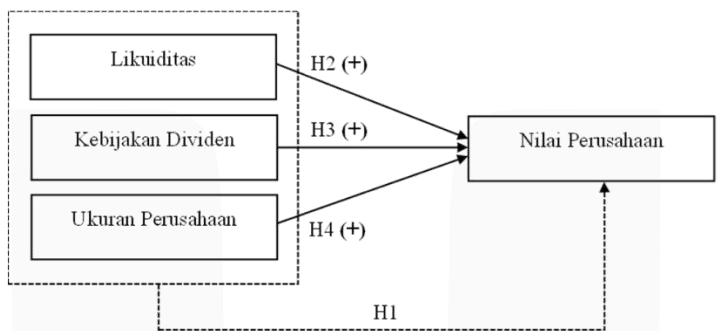 Likuiditas
H2 (+)
Kebijakan Dividen
H3 (+)
Nilai Perusahaan
Ukuran Perusahaan
H4 (+)
H1